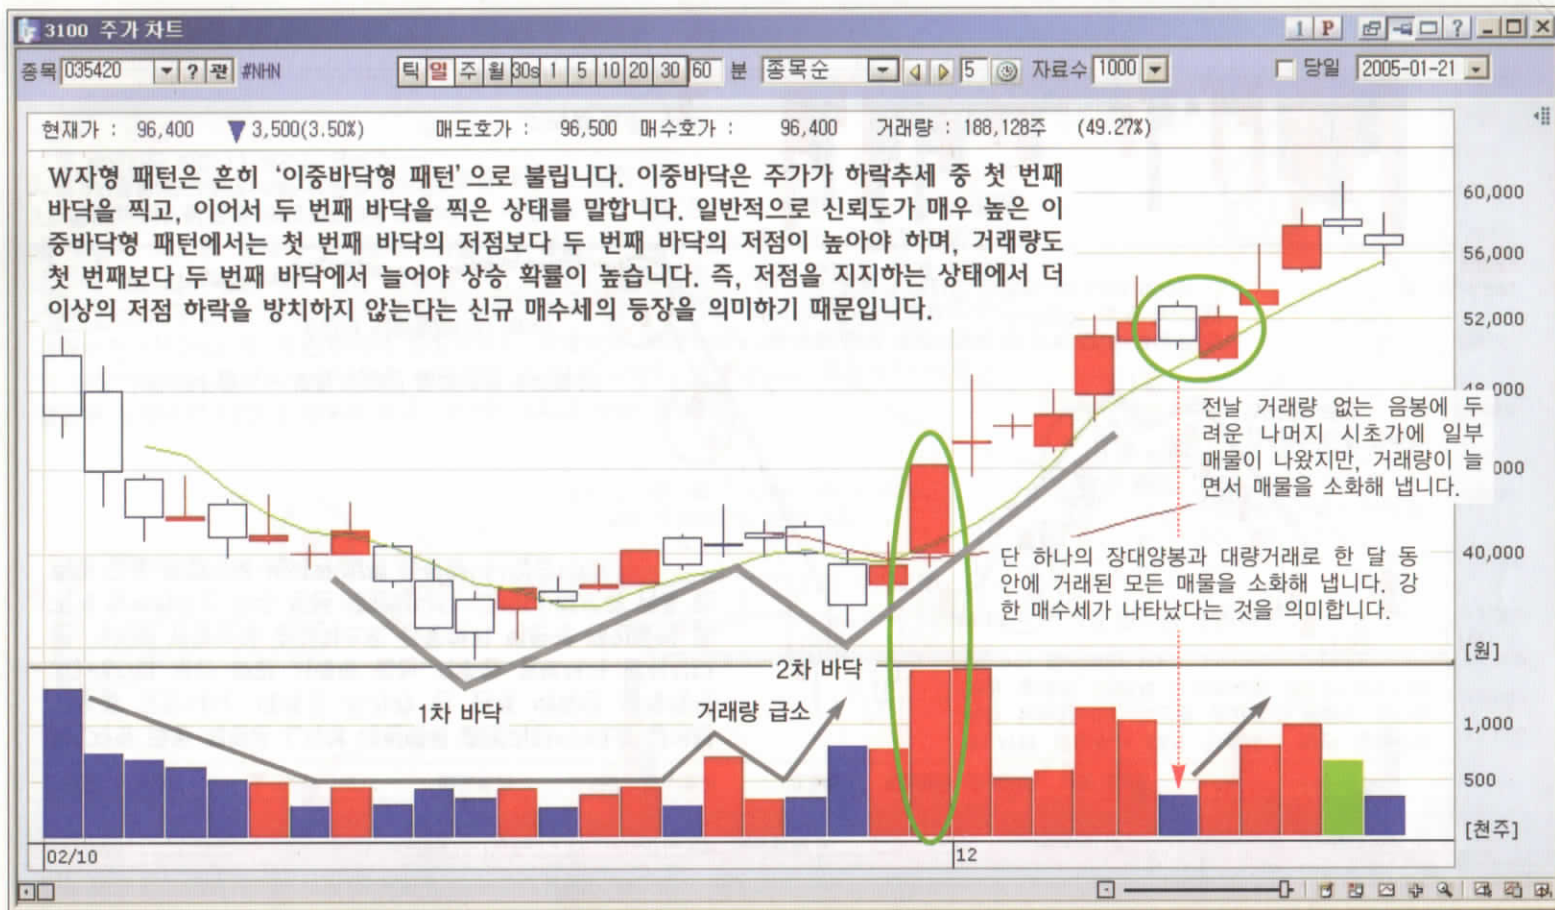 3100 주가 차트
1 P ?
종목 035420 ? 관 #NHN 틱 일 주 월 30s 1 5 10 20 30 60 분 종목순 5 자료수 1000 당일 2005-01-21
현재가 : 96,400 ▼ 3,500(3.50%) 매도호가 : 96,500 매수호가 : 96,400 거래량 : 188,128주 (49.27%)
W자형 패턴은 흔히 '이중바닥형 패턴'으로 불립니다. 이중바닥은 주가가 하락추세 중 첫 번째
바닥을 찍고, 이어서 두 번째 바닥을 찍은 상태를 말합니다. 일반적으로 신뢰도가 매우 높은 이
중바닥형 패턴에서는 첫 번째 바닥의 저점보다 두 번째 바닥의 저점이 높아야 하며, 거래량도
첫 번째보다 두 번째 바닥에서 늘어야 상승 확률이 높습니다. 즉, 저점을 지지하는 상태에서 더
이상의 저점 하락을 방치하지 않는다는 신규 매수세의 등장을 의미하기 때문입니다.
60,000
56,000
52,000
48,000
전날 거래량 없는 음봉에 두
려운 나머지 시초가에 일부
매물이 나왔지만, 거래량이 늘
면서 매물을 소화해 냅니다.
,000
40,000
단 하나의 장대양봉과 대량거래로 한 달 동
안에 거래된 모든 매물을 소화해 냅니다. 강
한 매수세가 나타났다는 것을 의미합니다.
[원]
2차 바닥
1차 바닥
거래량 급소
1,000
500
[천주]
02/10
12